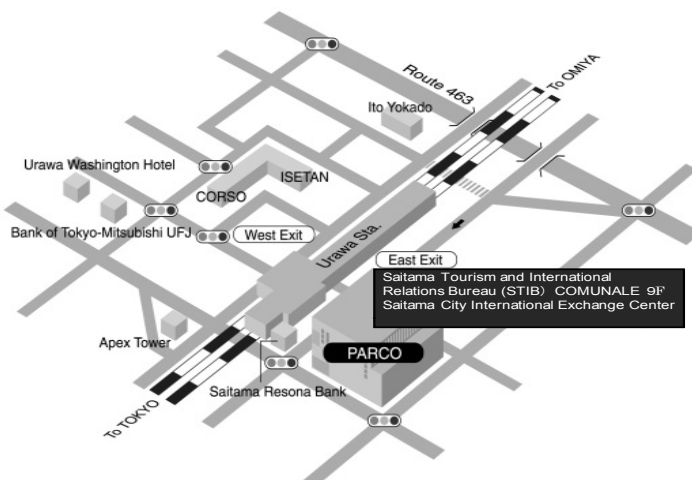 Route 463
To OMIYA
Ito Yokado
Urawa Washington Hotel
ISETAN
CORSO
Bank of Tokyo-Mitsubishi UFJ
West Exit
Urawa Sta.
East Exit
Saitama Tourism and International
Relations Bureau (STIB) COMUNALE 9F
Saitama City International Exchange Center
Apex Tower
PARCO
Saitama Resona Bank
To TOKYO